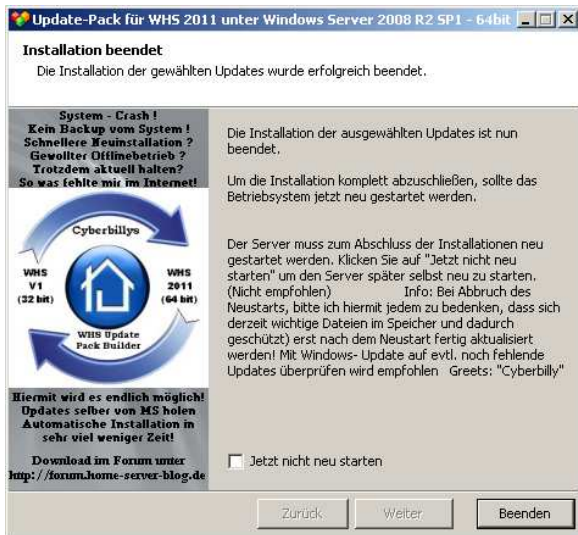 Update-Pack für WHS 2011 unter Windows Server 2008 R2 SP1 - 64bit
Installation beendet
Die Installation der gewählten Updates wurde erfolgreich beendet.
System - Crash !
Kein Backup vom System !
Schnellere Neuinstallation ?
Gewollter Offlinebetrieb ?
Trotzdem aktuell halten?
So was fehlte mir im Internet!
Cyberbillys
WHS
V1
(32 bit)
WHS
2011
(64 bit)
WHS Update
Pack Builder
Hiermit wird es endlich möglich!
Updates selber von MS holen
Automatische Installation in
sehr viel weniger Zeit!
Download im Forum unter
http://forum.home-server-blog.de
Die Installation der ausgewählten Updates ist nun
beendet.
Um die Installation komplett abzuschließen, sollte das
Betriebsystem jetzt neu gestartet werden.
Der Server muss zum Abschluss der Installationen neu
gestartet werden. Klicken Sie auf "Jetzt nicht neu
starten" um den Server später selbst neu zu starten.
(Nicht empfohlen) Info: Bei Abbruch des
Neustarts, bitte ich hiermit jedem zu bedenken, dass sich
derzeit wichtige Dateien im Speicher und dadurch
geschützt) erst nach dem Neustart fertig aktualisiert
werden! Mit Windows- Update auf evtl. noch fehlende
Updates überprüfen wird empfohlen Greets: "Cyberbilly"
Jetzt nicht neu starten
Zurück
Weiter
Beenden